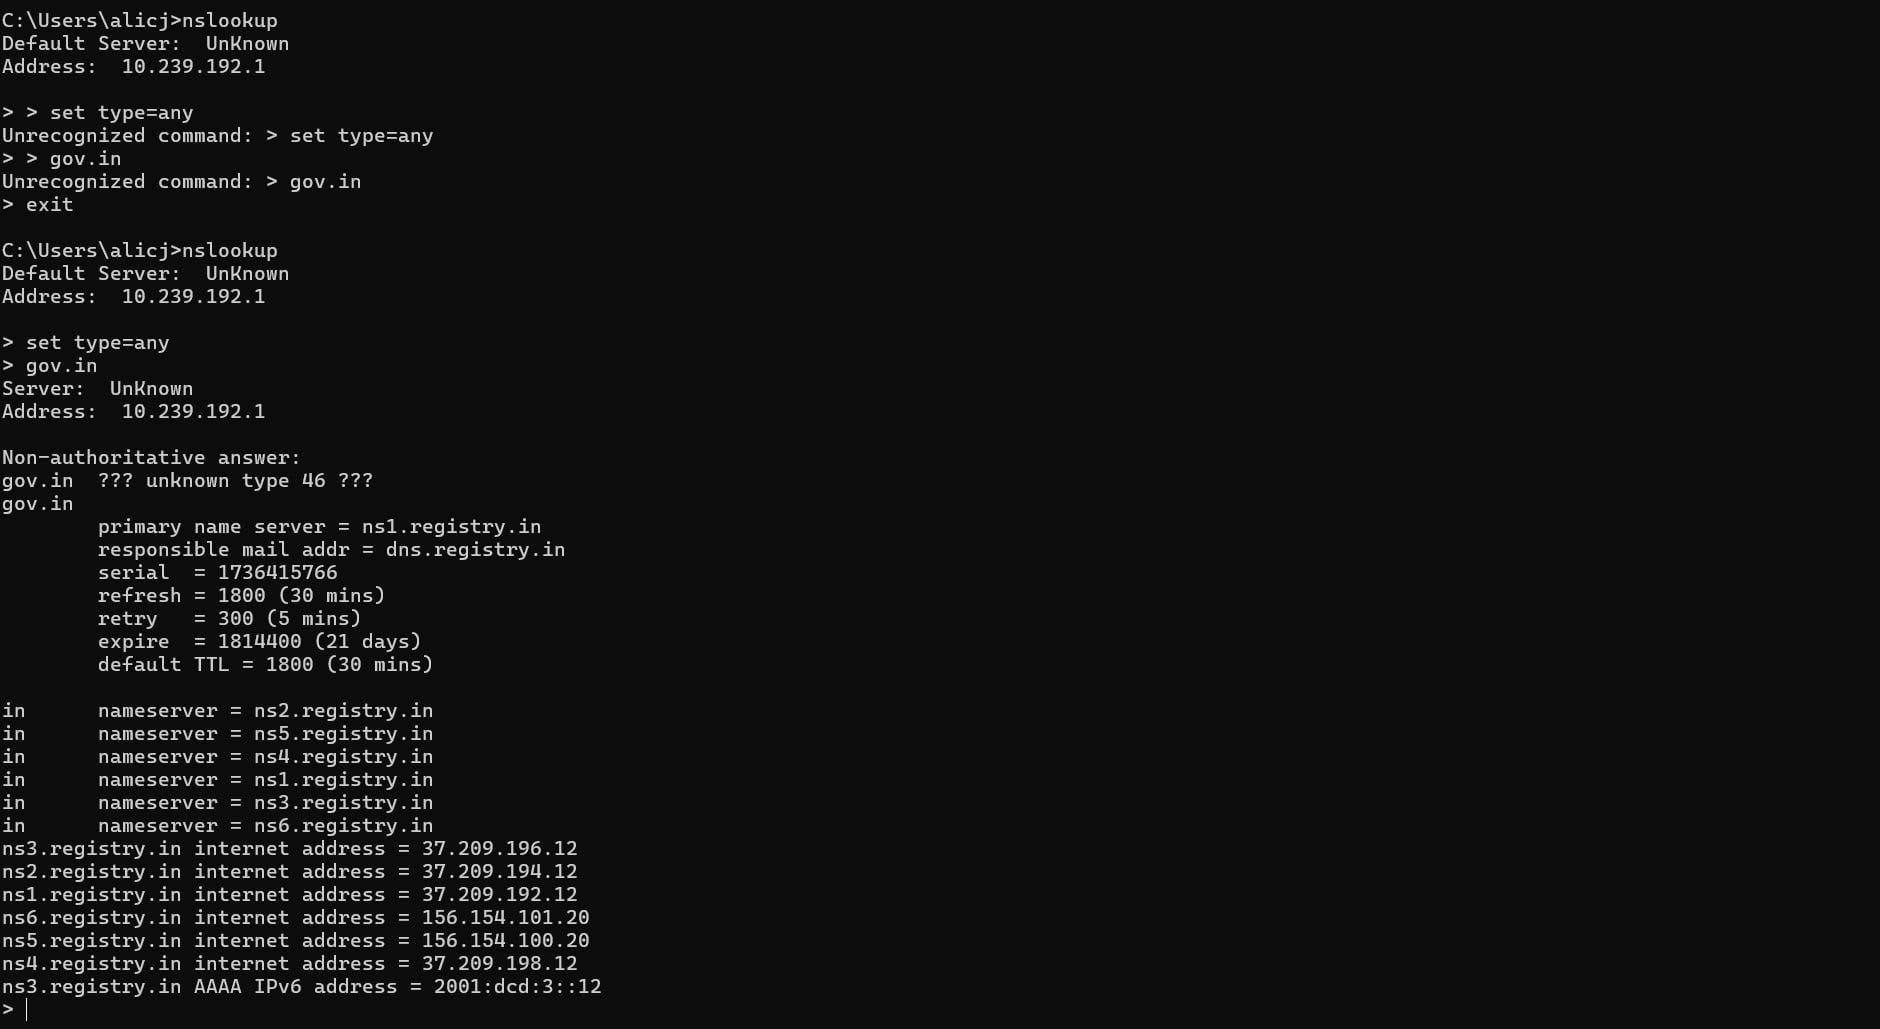 C:\Users\alicj>nslookup
Default Server:  UnKnown
Address:  10.239.192.1

> > set type=any
Unrecognized command: > set type=any
> > gov.in
Unrecognized command: > gov.in
> exit

C:\Users\alicj>nslookup
Default Server:  UnKnown
Address:  10.239.192.1

> set type=any
> gov.in
Server:  UnKnown
Address:  10.239.192.1

Non-authoritative answer:
gov.in  ??? unknown type 46 ???
gov.in
        primary name server = ns1.registry.in
        responsible mail addr = dns.registry.in
        serial  = 1736415766
        refresh = 1800 (30 mins)
        retry   = 300 (5 mins)
        expire  = 1814400 (21 days)
        default TTL = 1800 (30 mins)

in      nameserver = ns2.registry.in
in      nameserver = ns5.registry.in
in      nameserver = ns4.registry.in
in      nameserver = ns1.registry.in
in      nameserver = ns3.registry.in
in      nameserver = ns6.registry.in
ns3.registry.in internet address = 37.209.196.12
ns2.registry.in internet address = 37.209.194.12
ns1.registry.in internet address = 37.209.192.12
ns6.registry.in internet address = 156.154.101.20
ns5.registry.in internet address = 156.154.100.20
ns4.registry.in internet address = 37.209.198.12
ns3.registry.in AAAA IPv6 address = 2001:dcd:3::12
>